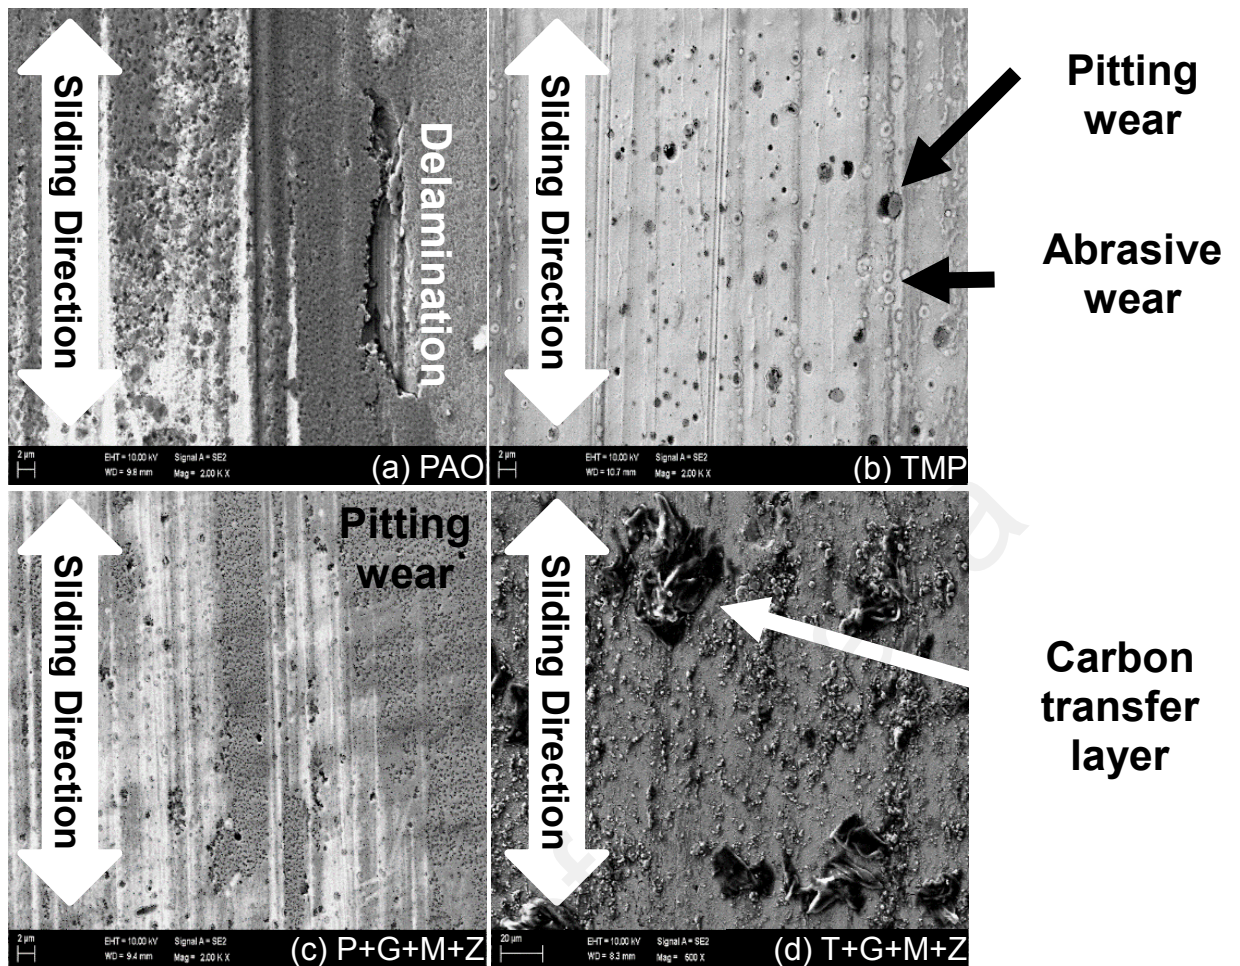 Sliding Direction
Delamination
2 µm
EHT = 10.00 kV
Signal A = SE2
WD = 9.8 mm
Mag = 2.00 K X
(a) PAO
Sliding Direction
2 µm
EHT = 10.00 kV
Signal A = SE2
WD = 10.7 mm
Mag = 2.00 K X
(b) TMP
Pitting
wear
Abrasive
wear
Sliding Direction
Pitting
wear
2 µm
EHT = 10.00 kV
Signal A = SE2
WD = 9.4 mm
Mag = 2.00 K X
(c) P+G+M+Z
Sliding Direction
20 µm
EHT = 10.00 kV
Signal A = SE2
WD = 8.3 mm
Mag = 500 X
(d) T+G+M+Z
Carbon
transfer
layer